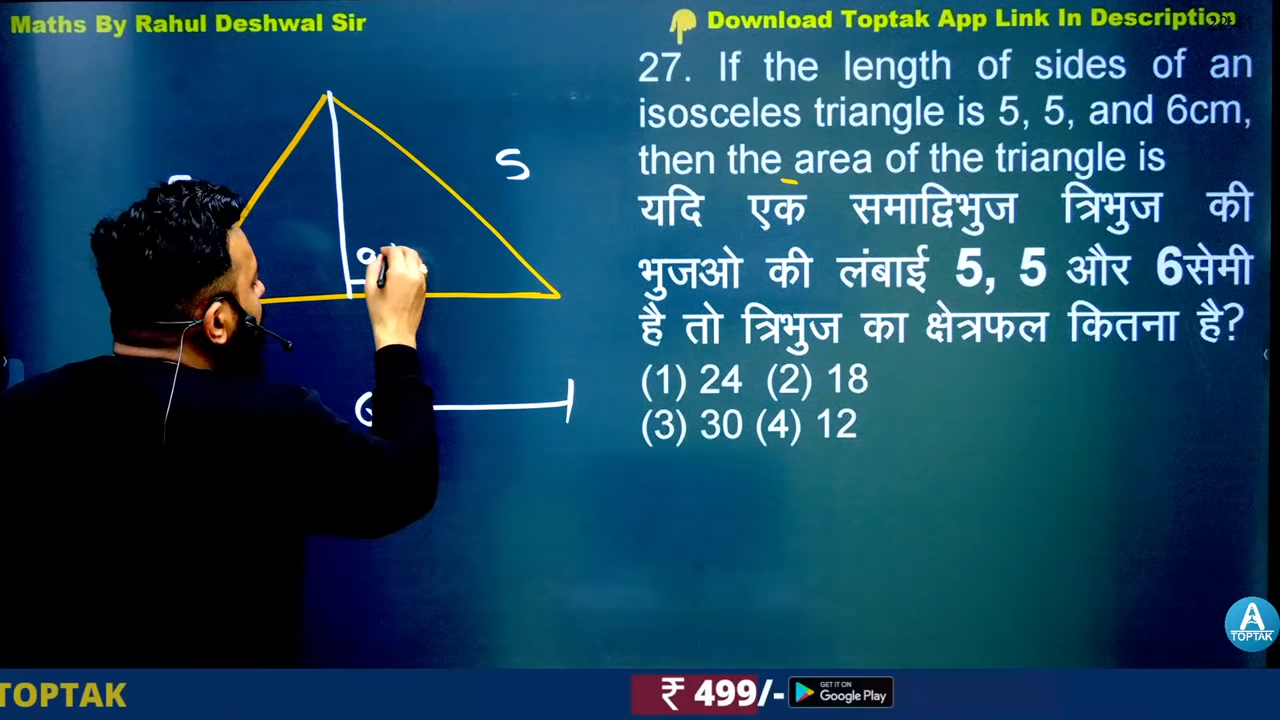 Maths By Rahul Deshwal Sir
Download Toptak App Link In Description
27. If the length of sides of an
isosceles triangle is 5, 5, and 6cm,
then the area of the triangle is
यदि एक समाद्विभुज त्रिभुज की
भुजओ की लंबाई 5, 5 और 6सेमी
है तो त्रिभुज का क्षेत्रफल कितना है?
(1) 24 (2) 18
(3) 30 (4) 12
5
A
TOPTAK
TOPTAK
₹ 499/-
GET IT ON
Google Play